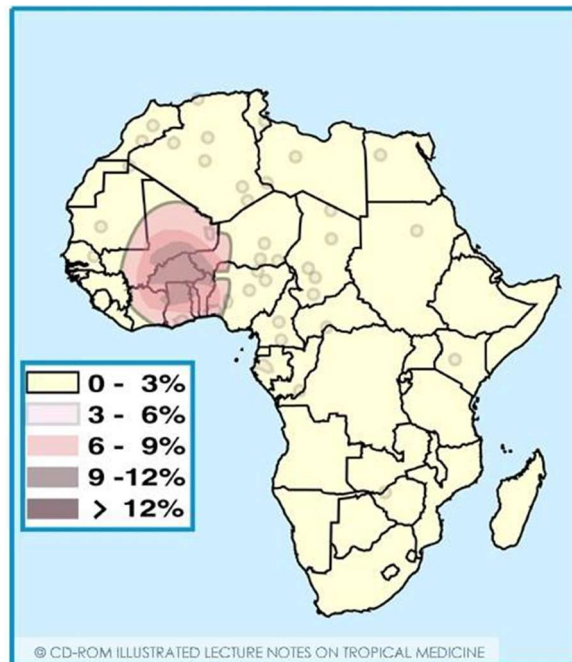 0 - 3%
3 - 6%
6 - 9%
9 -12%
> 12%
© CD-ROM ILLUSTRATED LECTURE NOTES ON TROPICAL MEDICINE